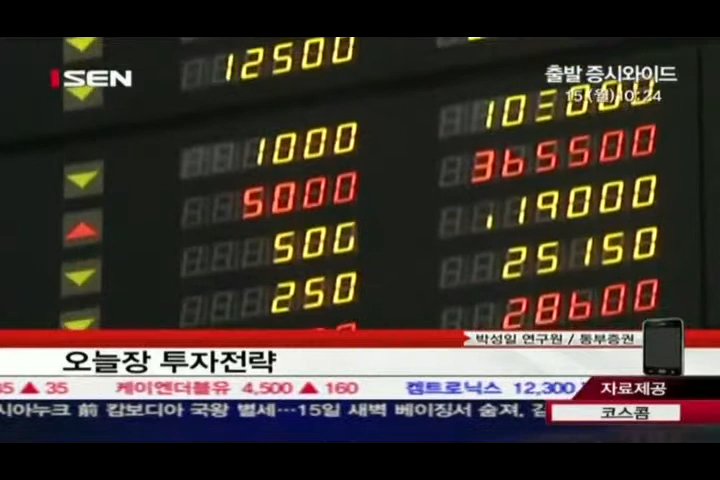 12500
SEN
출발 증시와이드
15(월)10:24
103000
1000
365500
5000
119000
500
25150
250
28600
박성일 연구원 / 동부증권
오늘장 투자전략
35 케이엔더블유 4,500 ▲ 160 켐트로닉스 12,300
자료제공
시아누크 前 캄보디아 국왕 별세…15일 새벽 베이징서 숨져,
코스콤